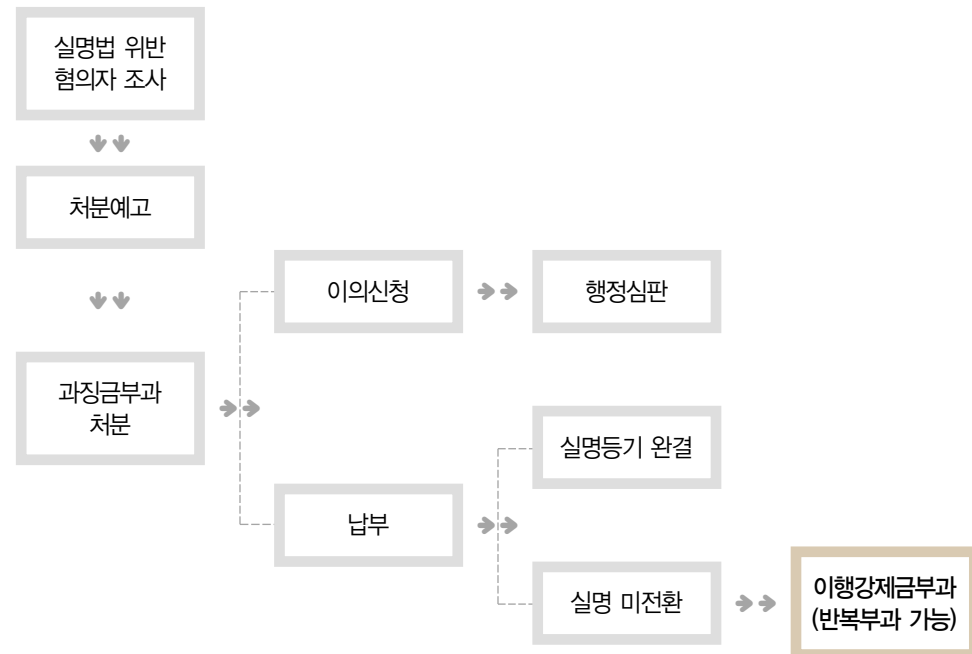 실명법 위반
혐의자 조사
처분예고
과징금부과
처분
이의신청
행정심판
납부
실명등기 완결
실명 미전환
이행강제금부과
(반복부과 가능)